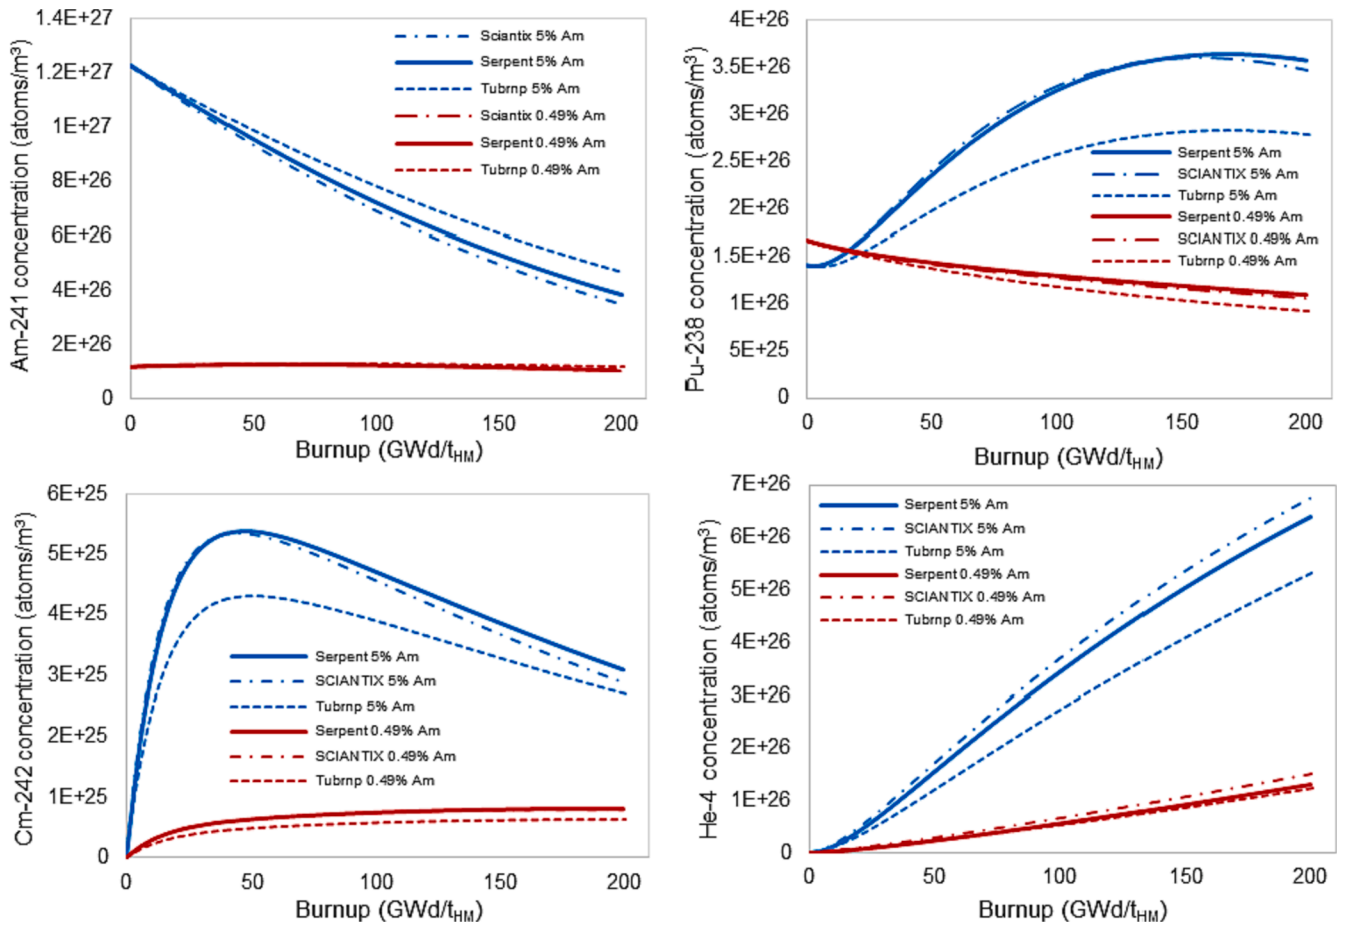 Am-241 concentration (atoms/m³)
1.4E+27
1.2E+27
1E+27
8E+26
6E+26
4E+26
2E+26
0
Sciantix 5% Am
Serpent 5% Am
Tubrnp 5% Am
Sciantix 0.49% Am
Serpent 0.49% Am
Tubrnp 0.49% Am
0 50 100 150 200
Burnup (GWd/tHM)
Pu-238 concentration (atoms/m³)
4E+26
3.5E+26
3E+26
2.5E+26
2E+26
1.5E+26
1E+26
5E+25
0
Serpent 5% Am
SCIANTIX 5% Am
Tubrnp 5% Am
Serpent 0.49% Am
SCIANTIX 0.49% Am
Tubrnp 0.49% Am
0 50 100 150 200
Burnup (GWd/tHM)
Cm-242 concentration (atoms/m³)
6E+25
5E+25
4E+25
3E+25
2E+25
1E+25
0
Serpent 5% Am
SCIANTIX 5% Am
Tubrnp 5% Am
Serpent 0.49% Am
SCIANTIX 0.49% Am
Tubrnp 0.49% Am
0 50 100 150 200
Burnup (GWd/tHM)
He-4 concentration (atoms/m³)
7E+26
6E+26
5E+26
4E+26
3E+26
2E+26
1E+26
0
Serpent 5% Am
SCIANTIX 5% Am
Tubrnp 5% Am
Serpent 0.49% Am
SCIANTIX 0.49% Am
Tubrnp 0.49% Am
0 50 100 150 200
Burnup (GWd/tHM)